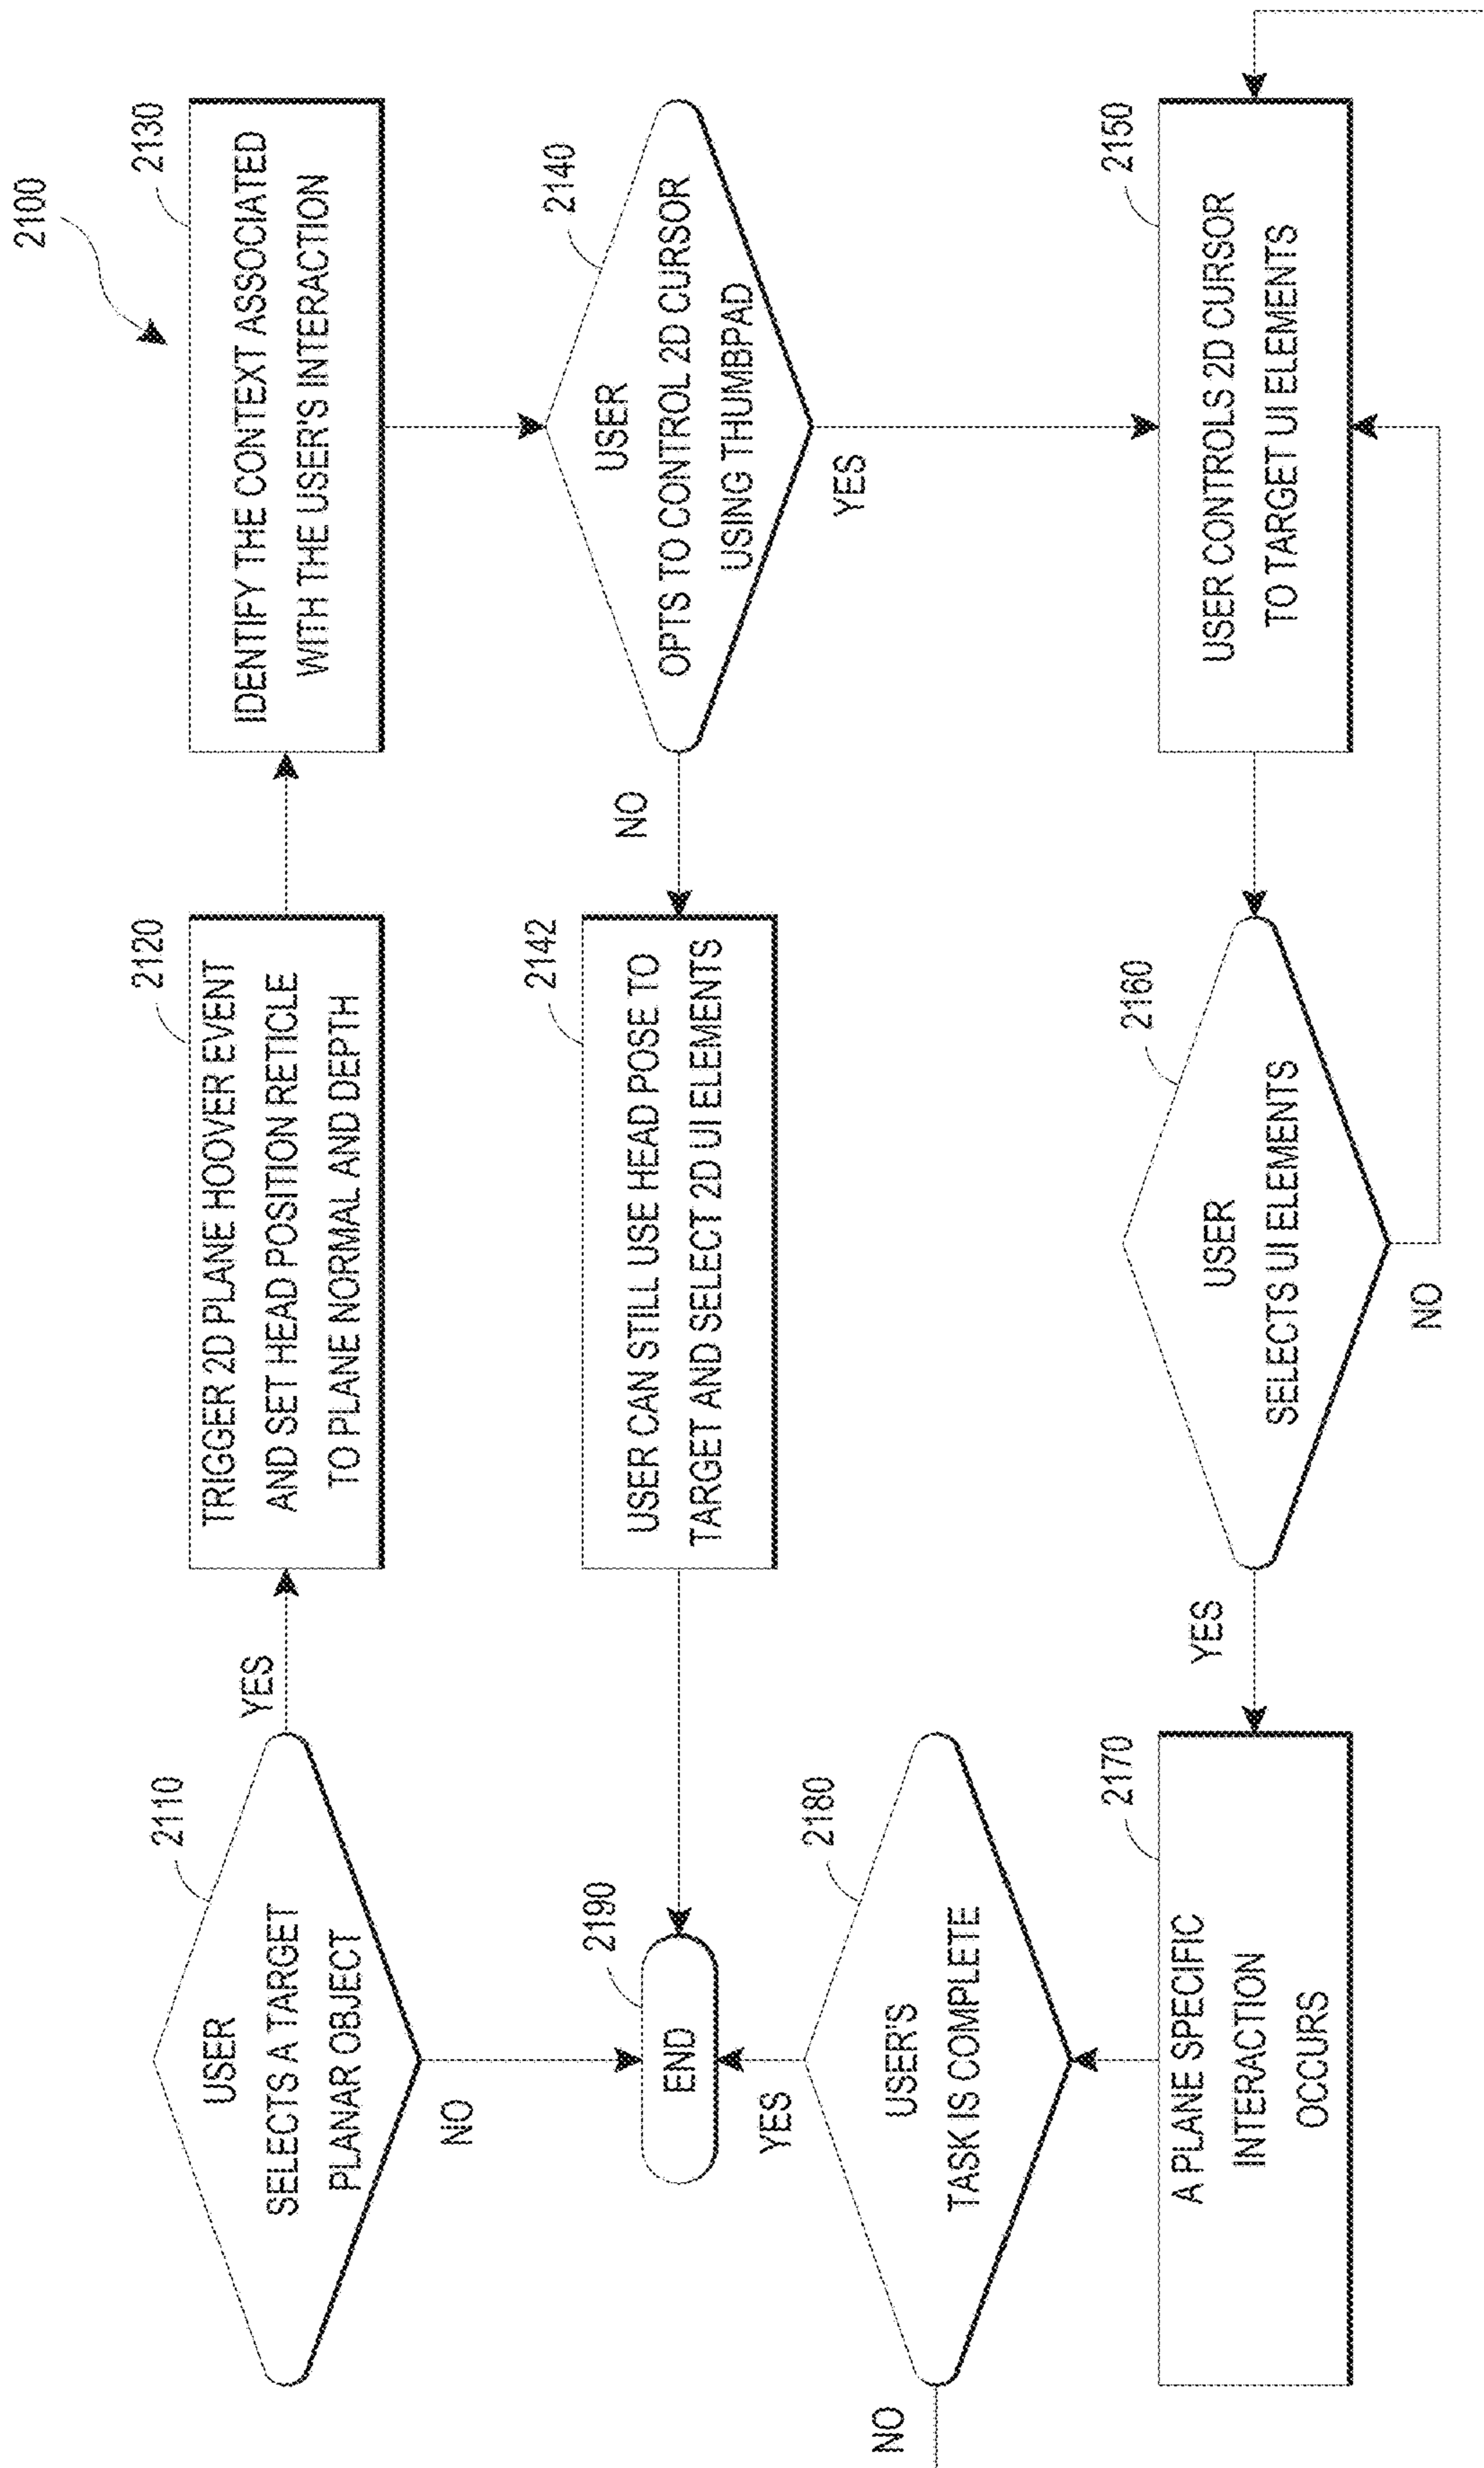 2100
2110
USER
SELECTS A TARGET
PLANAR OBJECT
YES
NO
2120
TRIGGER 2D PLANE HOOVER EVENT
AND SET HEAD POSITION RETICLE
TO PLANE NORMAL AND DEPTH
2130
IDENTIFY THE CONTEXT ASSOCIATED
WITH THE USER'S INTERACTION
2140
USER
OPTS TO CONTROL 2D CURSOR
USING THUMBPAD
NO
YES
2142
USER CAN STILL USE HEAD POSE TO
TARGET AND SELECT 2D UI ELEMENTS
2190
END
YES
2180
USER'S
TASK IS COMPLETE
NO
2170
A PLANE SPECIFIC
INTERACTION
OCCURS
YES
2160
USER
SELECTS UI ELEMENTS
NO
2150
USER CONTROLS 2D CURSOR
TO TARGET UI ELEMENTS